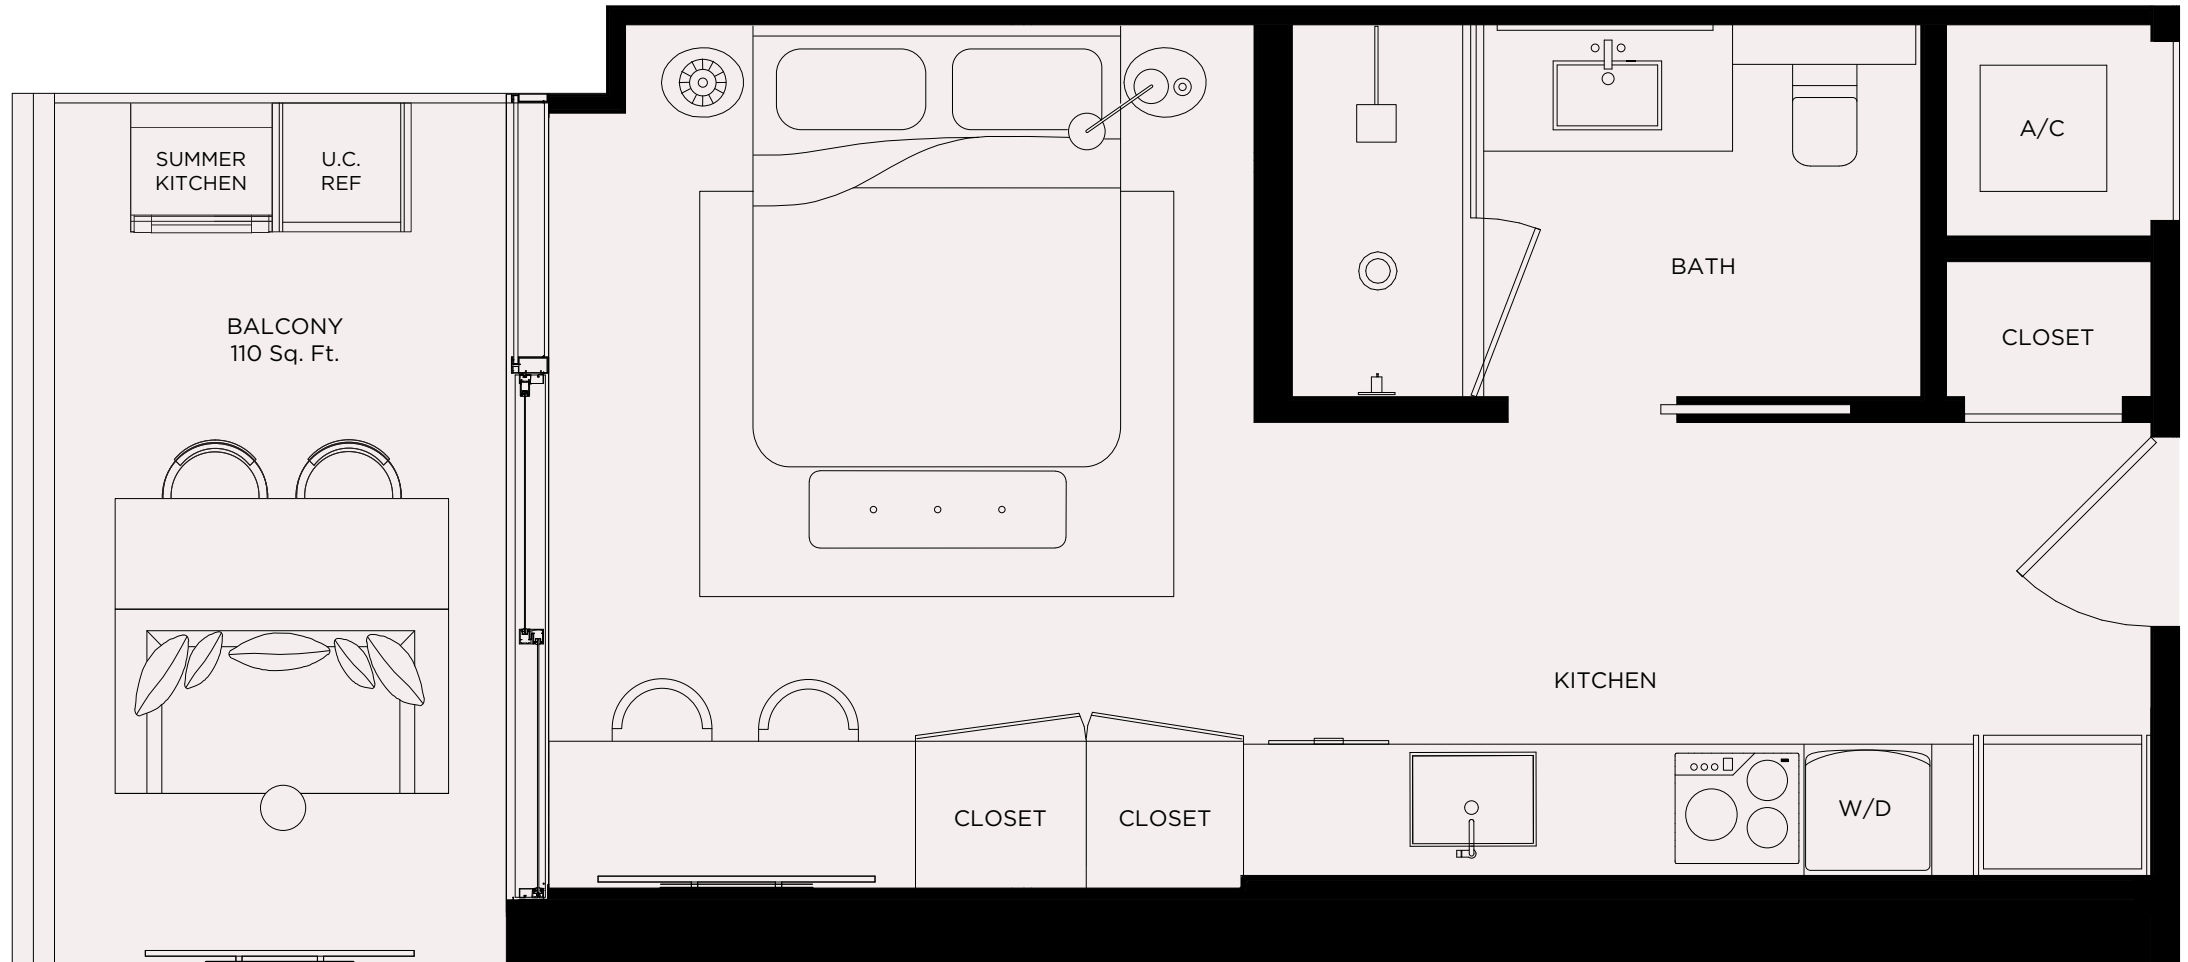 SUMMER
KITCHEN
U.C.
REF
A/C
BATH
BALCONY
110 Sq. Ft.
CLOSET
KITCHEN
CLOSET
CLOSET
W/D